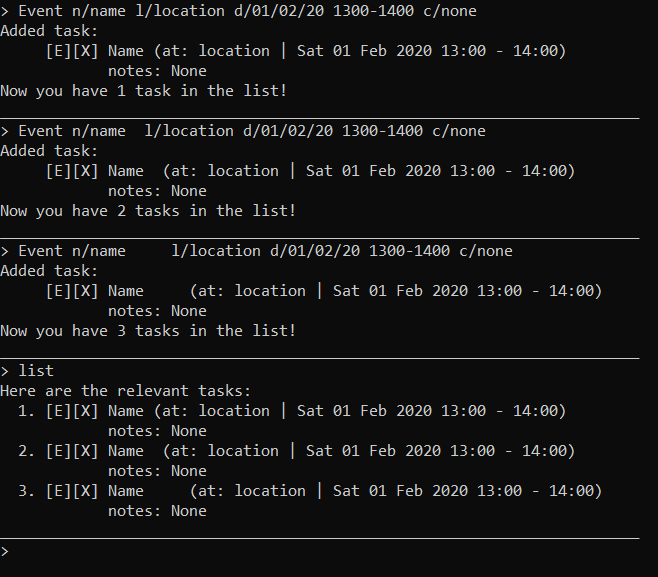 > Event n/name l/location d/01/02/20 1300-1400 c/none
Added task:
     [E][X] Name (at: location | Sat 01 Feb 2020 13:00 - 14:00)
            notes: None
Now you have 1 task in the list!
_______________________________________________________________________
> Event n/name  l/location d/01/02/20 1300-1400 c/none
Added task:
     [E][X] Name  (at: location | Sat 01 Feb 2020 13:00 - 14:00)
            notes: None
Now you have 2 tasks in the list!
_______________________________________________________________________
> Event n/name     l/location d/01/02/20 1300-1400 c/none
Added task:
     [E][X] Name     (at: location | Sat 01 Feb 2020 13:00 - 14:00)
            notes: None
Now you have 3 tasks in the list!
_______________________________________________________________________
> list
Here are the relevant tasks:
  1. [E][X] Name (at: location | Sat 01 Feb 2020 13:00 - 14:00)
            notes: None
  2. [E][X] Name  (at: location | Sat 01 Feb 2020 13:00 - 14:00)
            notes: None
  3. [E][X] Name     (at: location | Sat 01 Feb 2020 13:00 - 14:00)
            notes: None
_______________________________________________________________________
>